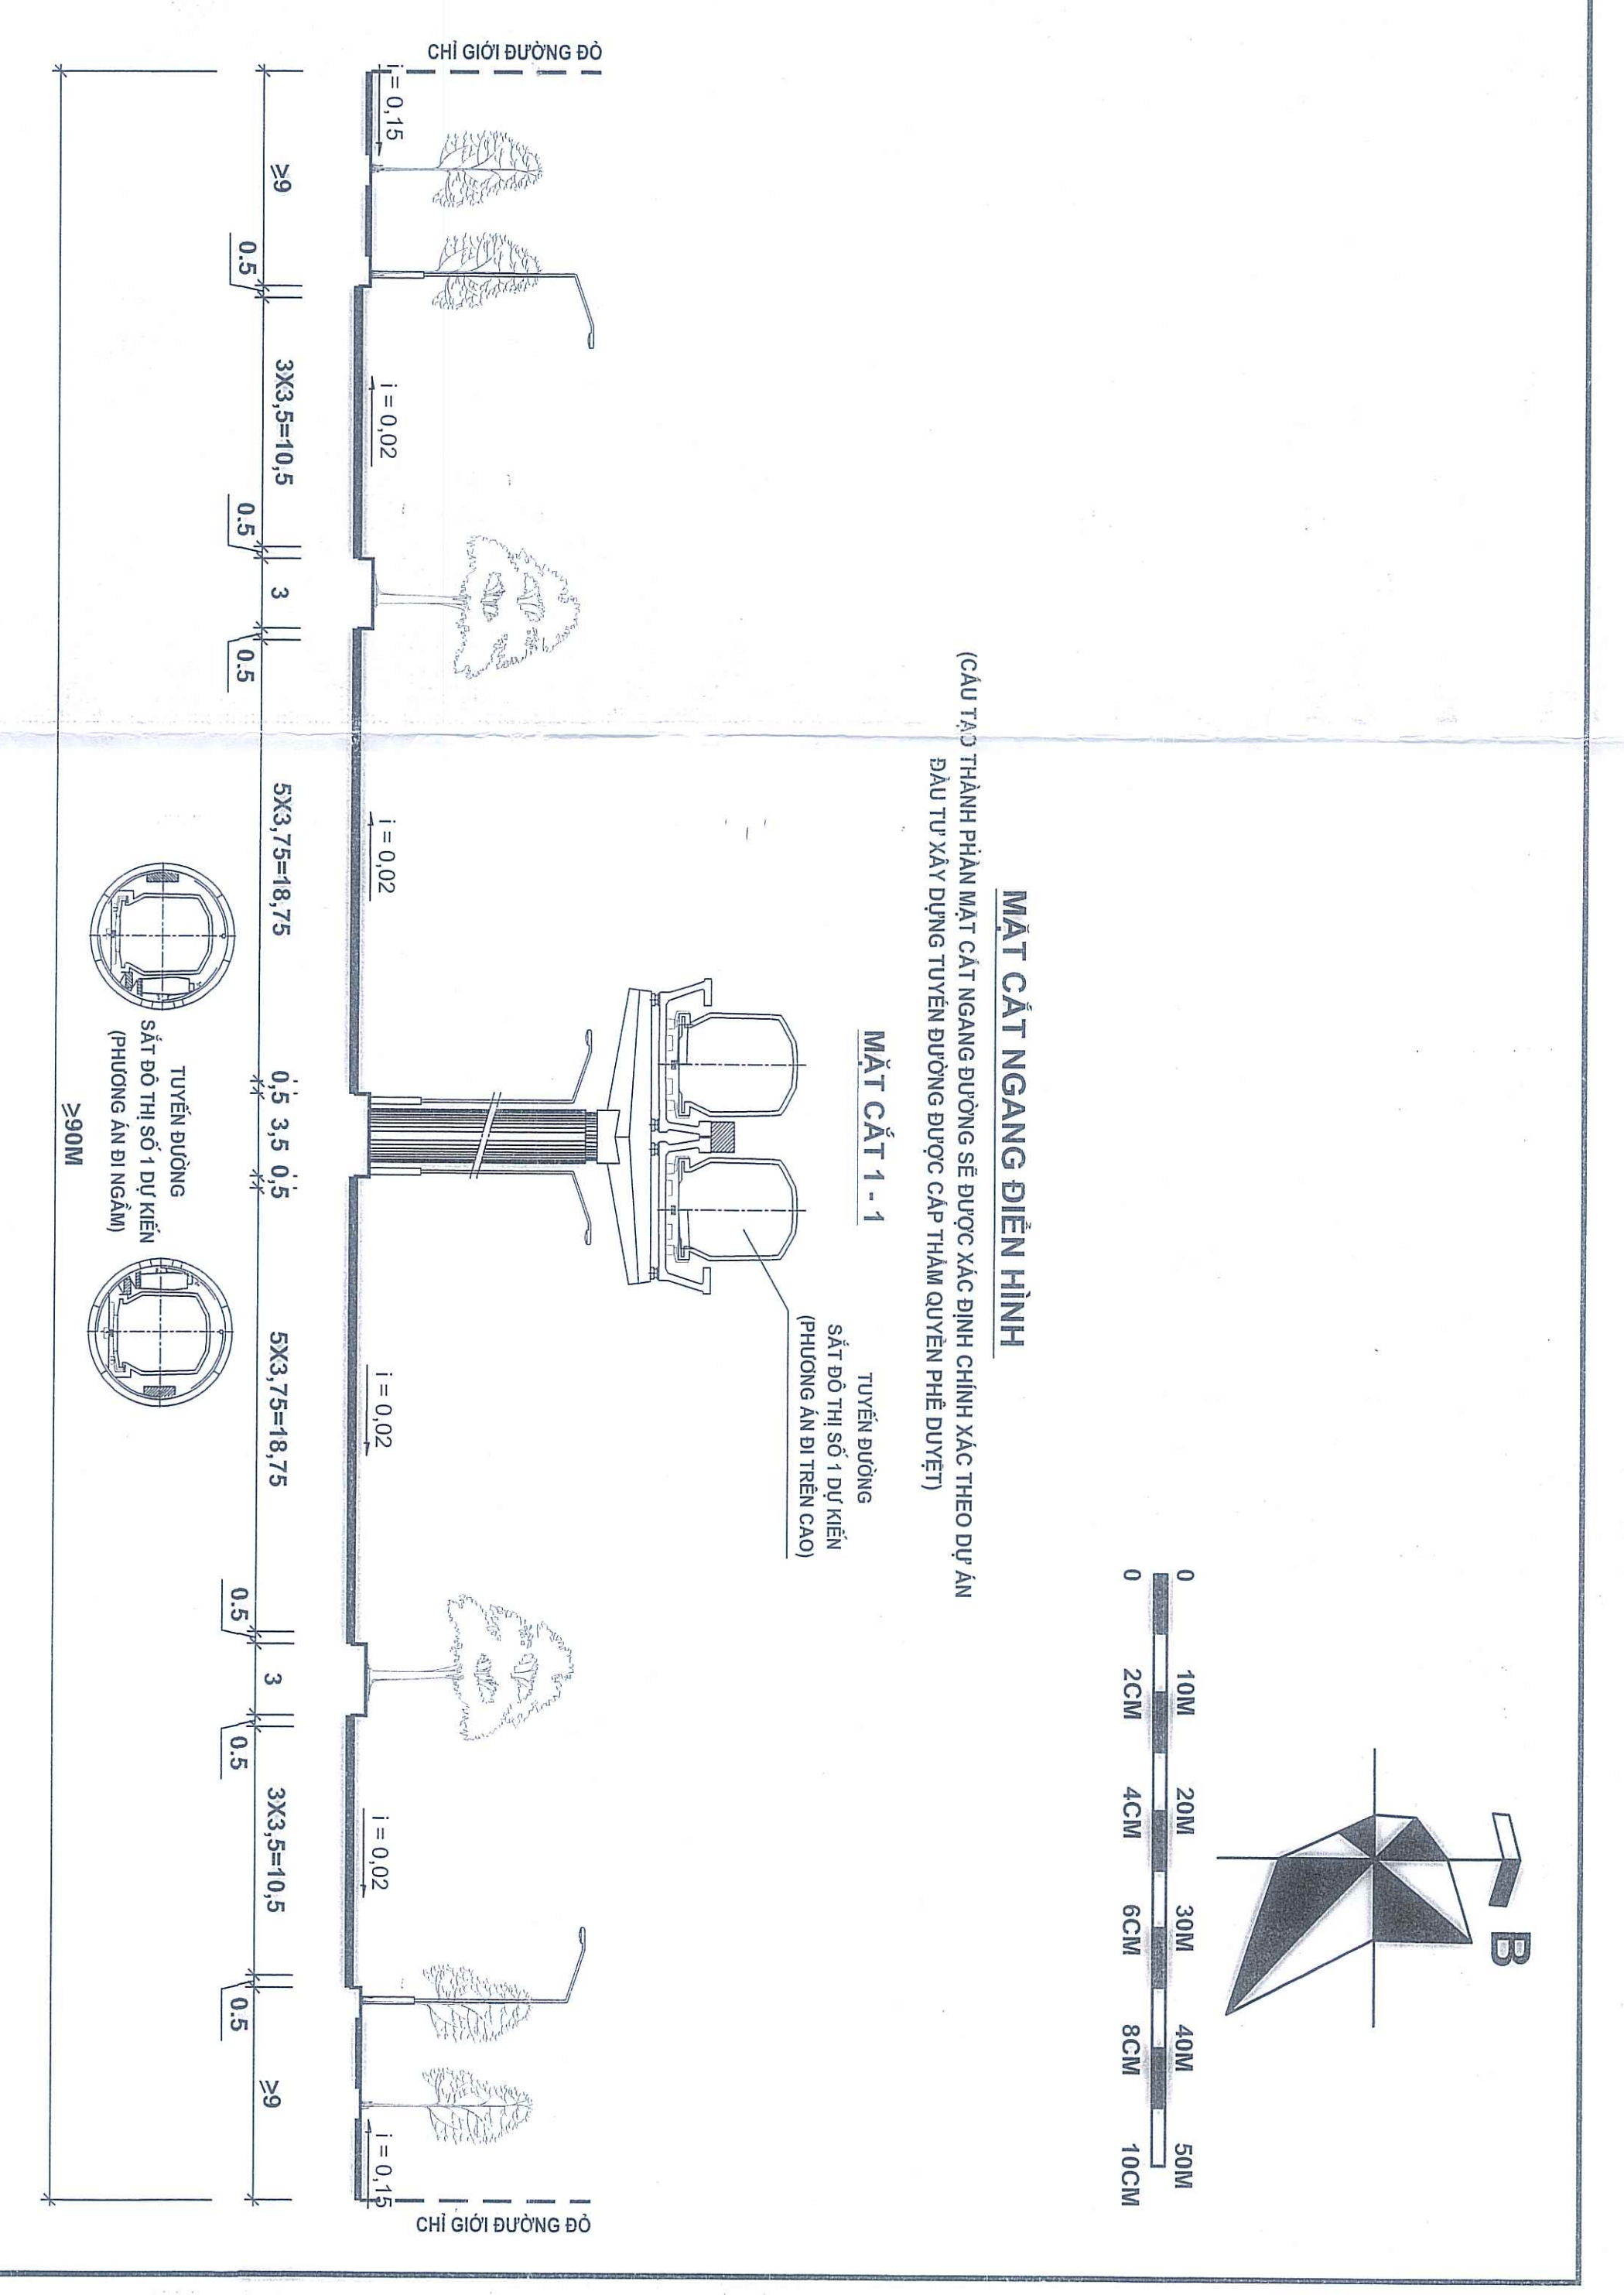 B
0 10M 20M 30M 40M 50M
0 2CM 4CM 6CM 8CM 10CM
MẶT CẮT NGANG ĐIỂN HÌNH
(CẤU TẠO THÀNH PHẦN MẶT CẮT NGANG ĐƯỜNG SẼ ĐƯỢC XÁC ĐỊNH CHÍNH XÁC THEO DỰ ÁN
ĐẦU TƯ XÂY DỰNG TUYẾN ĐƯỜNG ĐƯỢC CẤP THẨM QUYỀN PHÊ DUYỆT)
MẶT CẮT 1 - 1
TUYẾN ĐƯỜNG
SẮT ĐÔ THỊ SỐ 1 DỰ KIẾN
(PHƯƠNG ÁN ĐI TRÊN CAO)
CHỈ GIỚI ĐƯỜNG ĐỎ
CHỈ GIỚI ĐƯỜNG ĐỎ
i = 0,15
i = 0,02
i = 0,02
i = 0,02
i = 0,02
i = 0,15
≥9
0.5
3X3,5=10,5
0.5
3
0.5
5X3,75=18,75
0,5
3,5
0,5
5X3,75=18,75
0.5
3
0.5
3X3,5=10,5
0.5
≥9
TUYẾN ĐƯỜNG
SẮT ĐÔ THỊ SỐ 1 DỰ KIẾN
(PHƯƠNG ÁN ĐI NGẦM)
≥90M